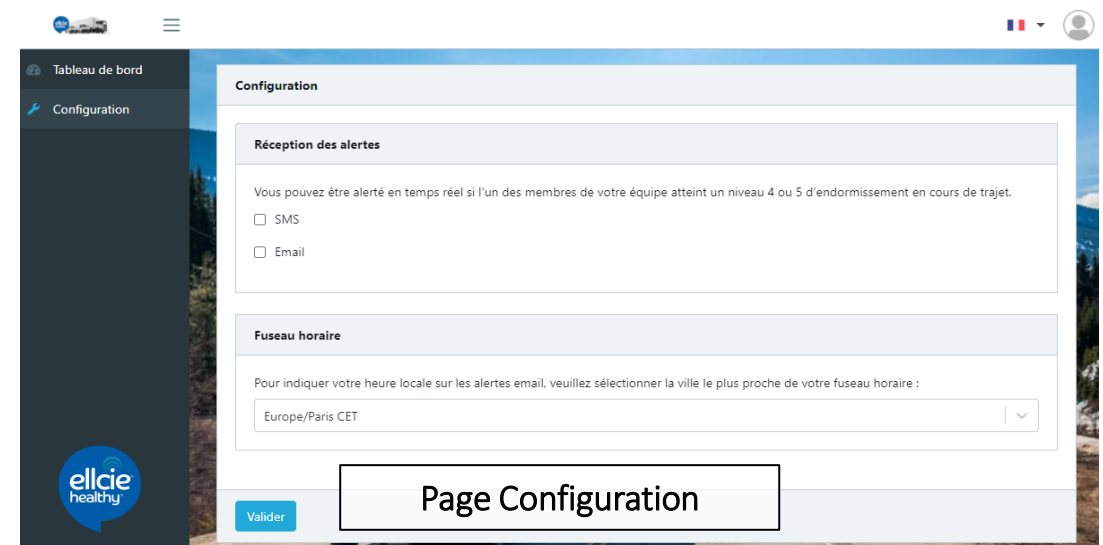 Tableau de bord
Configuration
Configuration
Réception des alertes
Vous pouvez être alerté en temps réel si l'un des membres de votre équipe atteint un niveau 4 ou 5 d'endormissement en cours de trajet.
SMS
Email
Fuseau horaire
Pour indiquer votre heure locale sur les alertes email, veuillez sélectionner la ville le plus proche de votre fuseau horaire :
Europe/Paris CET
ellcie
healthy
Page Configuration
Valider